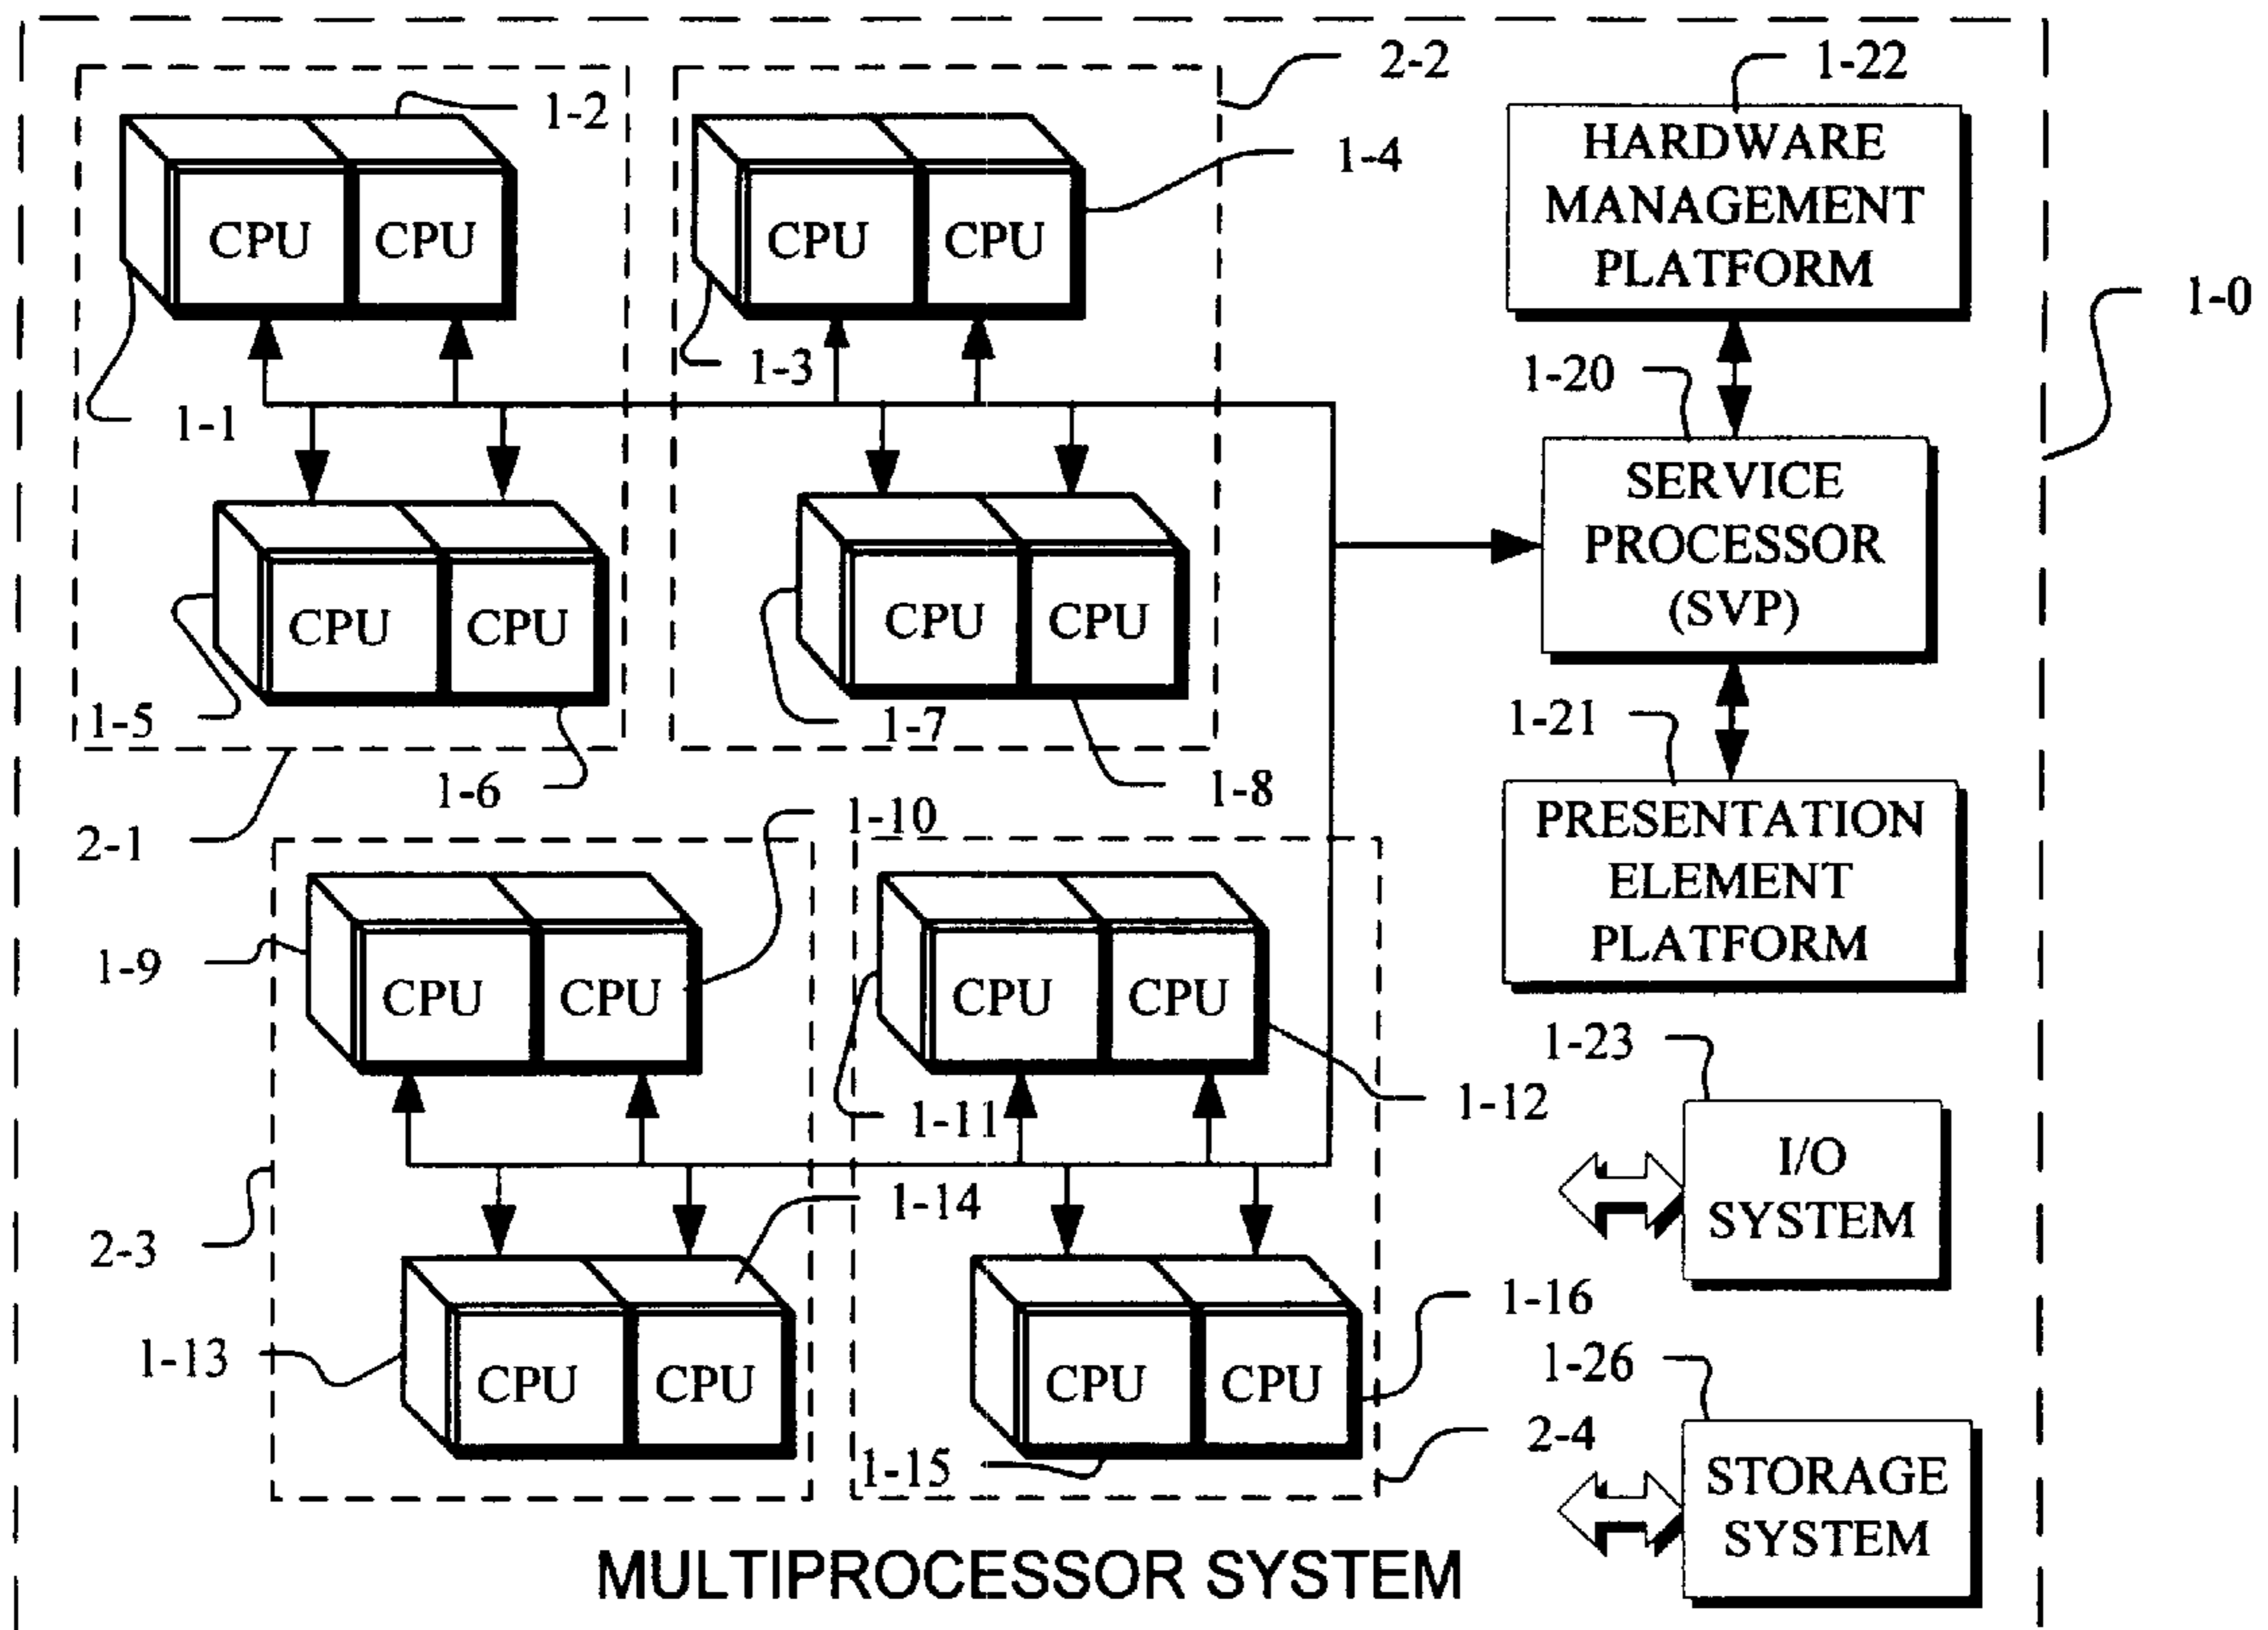 2-2
1-22
1-2
1-4
HARDWARE
MANAGEMENT
PLATFORM
CPU CPU
CPU CPU
1-0
1-3
1-20
1-1
SERVICE
PROCESSOR
(SVP)
CPU CPU
CPU CPU
1-5
1-7
1-21
1-6
1-8
2-1
1-10
PRESENTATION
ELEMENT
PLATFORM
1-9
CPU CPU
CPU CPU
1-23
1-11
1-12
I/O
SYSTEM
1-14
2-3
1-16
1-13
CPU CPU
CPU CPU
1-26
2-4
1-15
STORAGE
SYSTEM
MULTIPROCESSOR SYSTEM